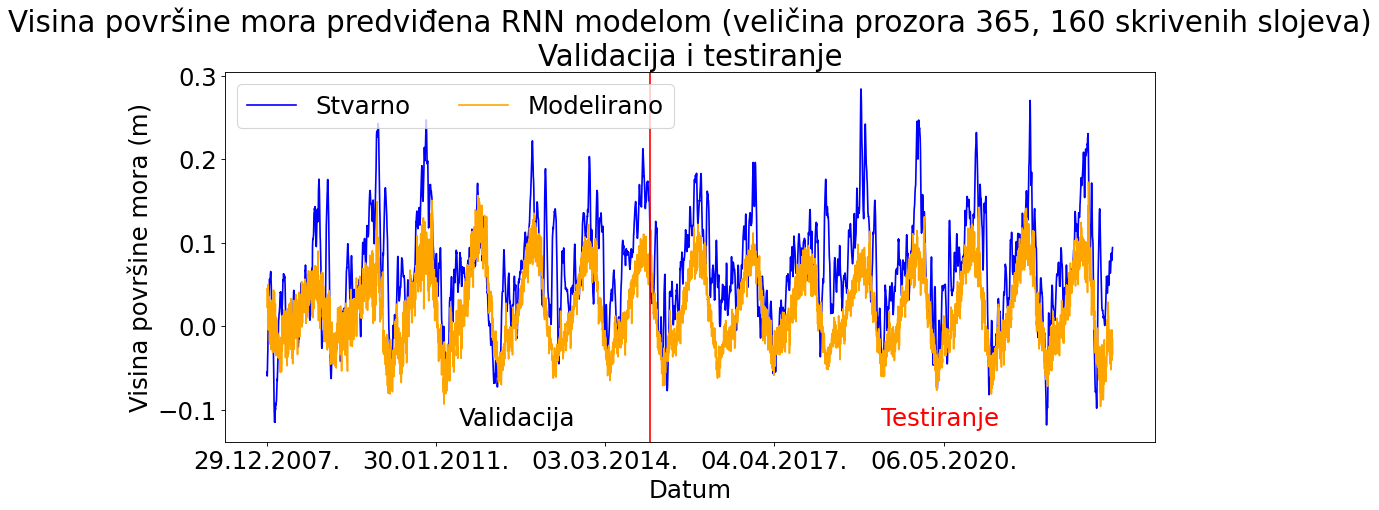 Visina površine mora predviđena RNN modelom (veličina prozora 365, 160 skrivenih slojeva)
Validacija i testiranje
Stvarno Modelirano
Visina površine mora (m)
0.3
0.2
0.1
0.0
−0.1
Validacija
Testiranje
29.12.2007. 30.01.2011. 03.03.2014. 04.04.2017. 06.05.2020.
Datum